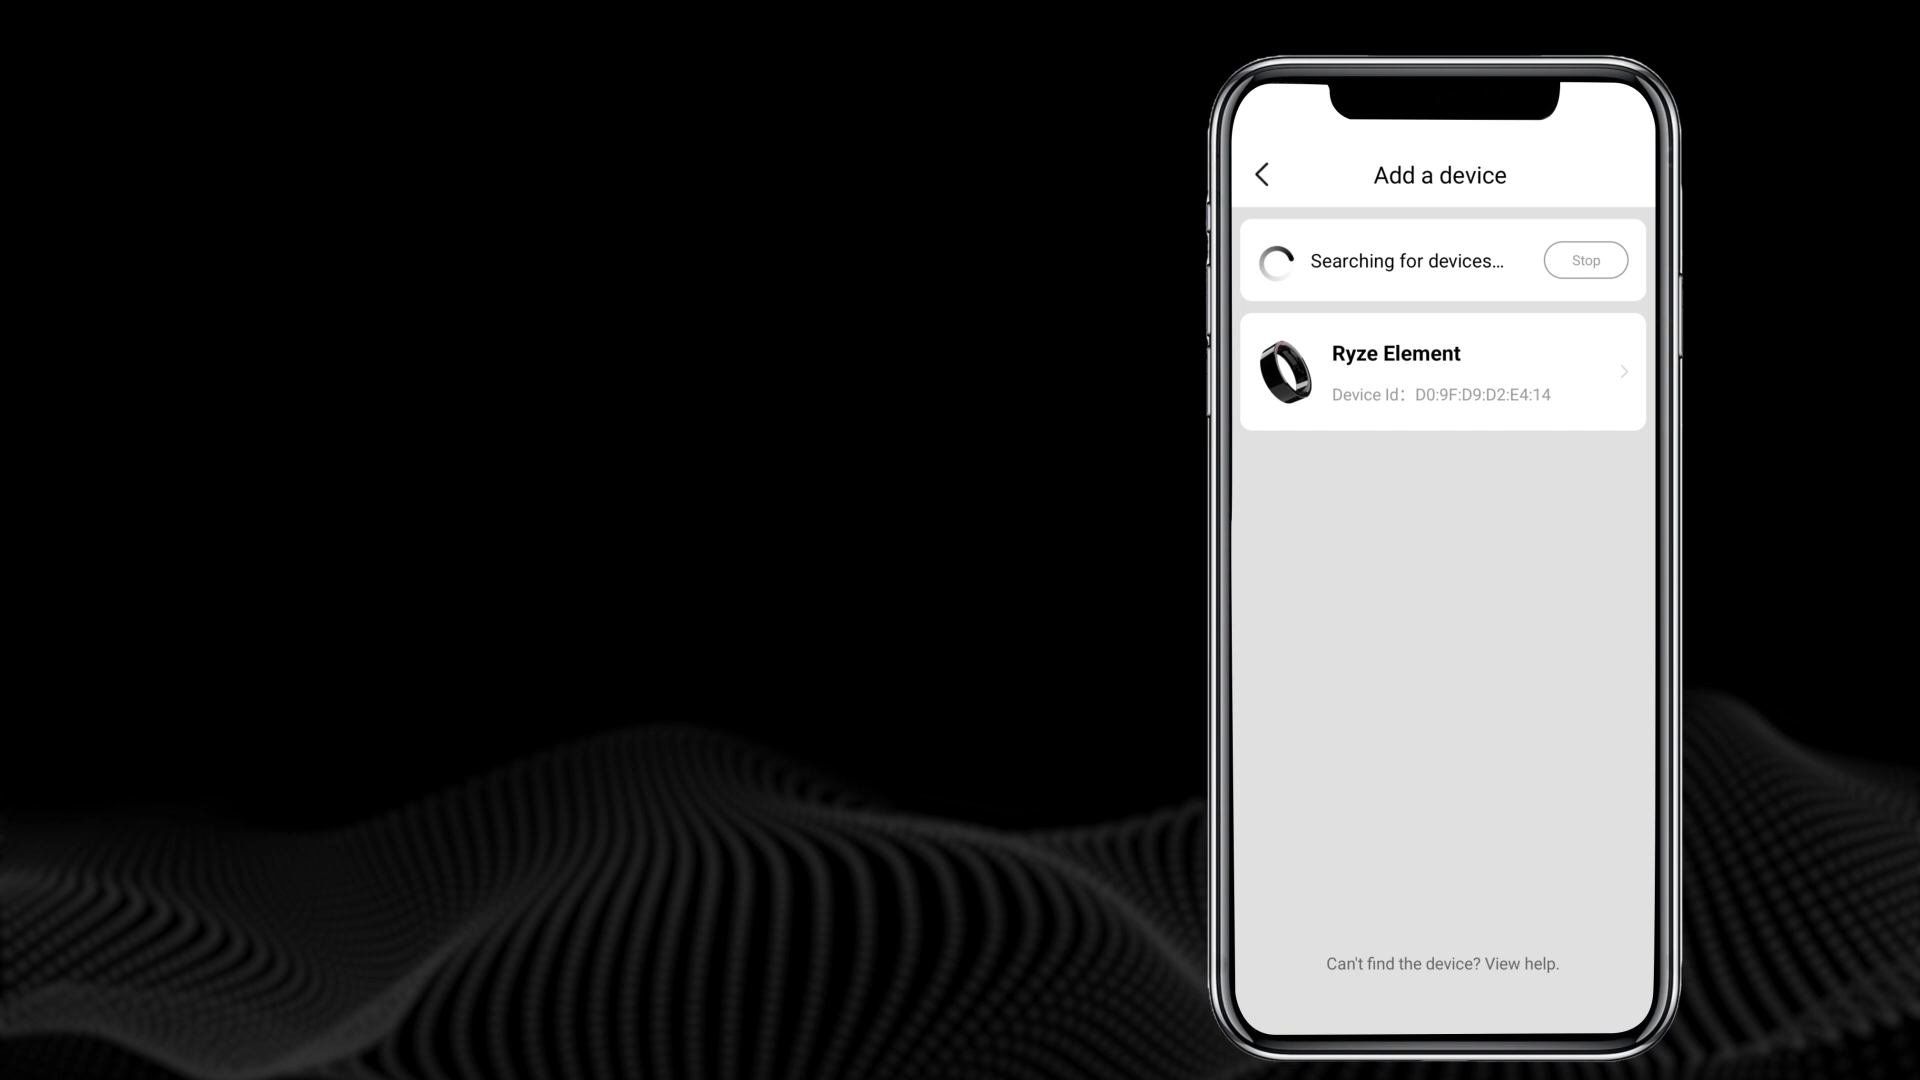 Add a device
Searching for devices...
Stop
Ryze Element
Device Id： D0:9F:D9:D2:E4:14
Can't find the device? View help.